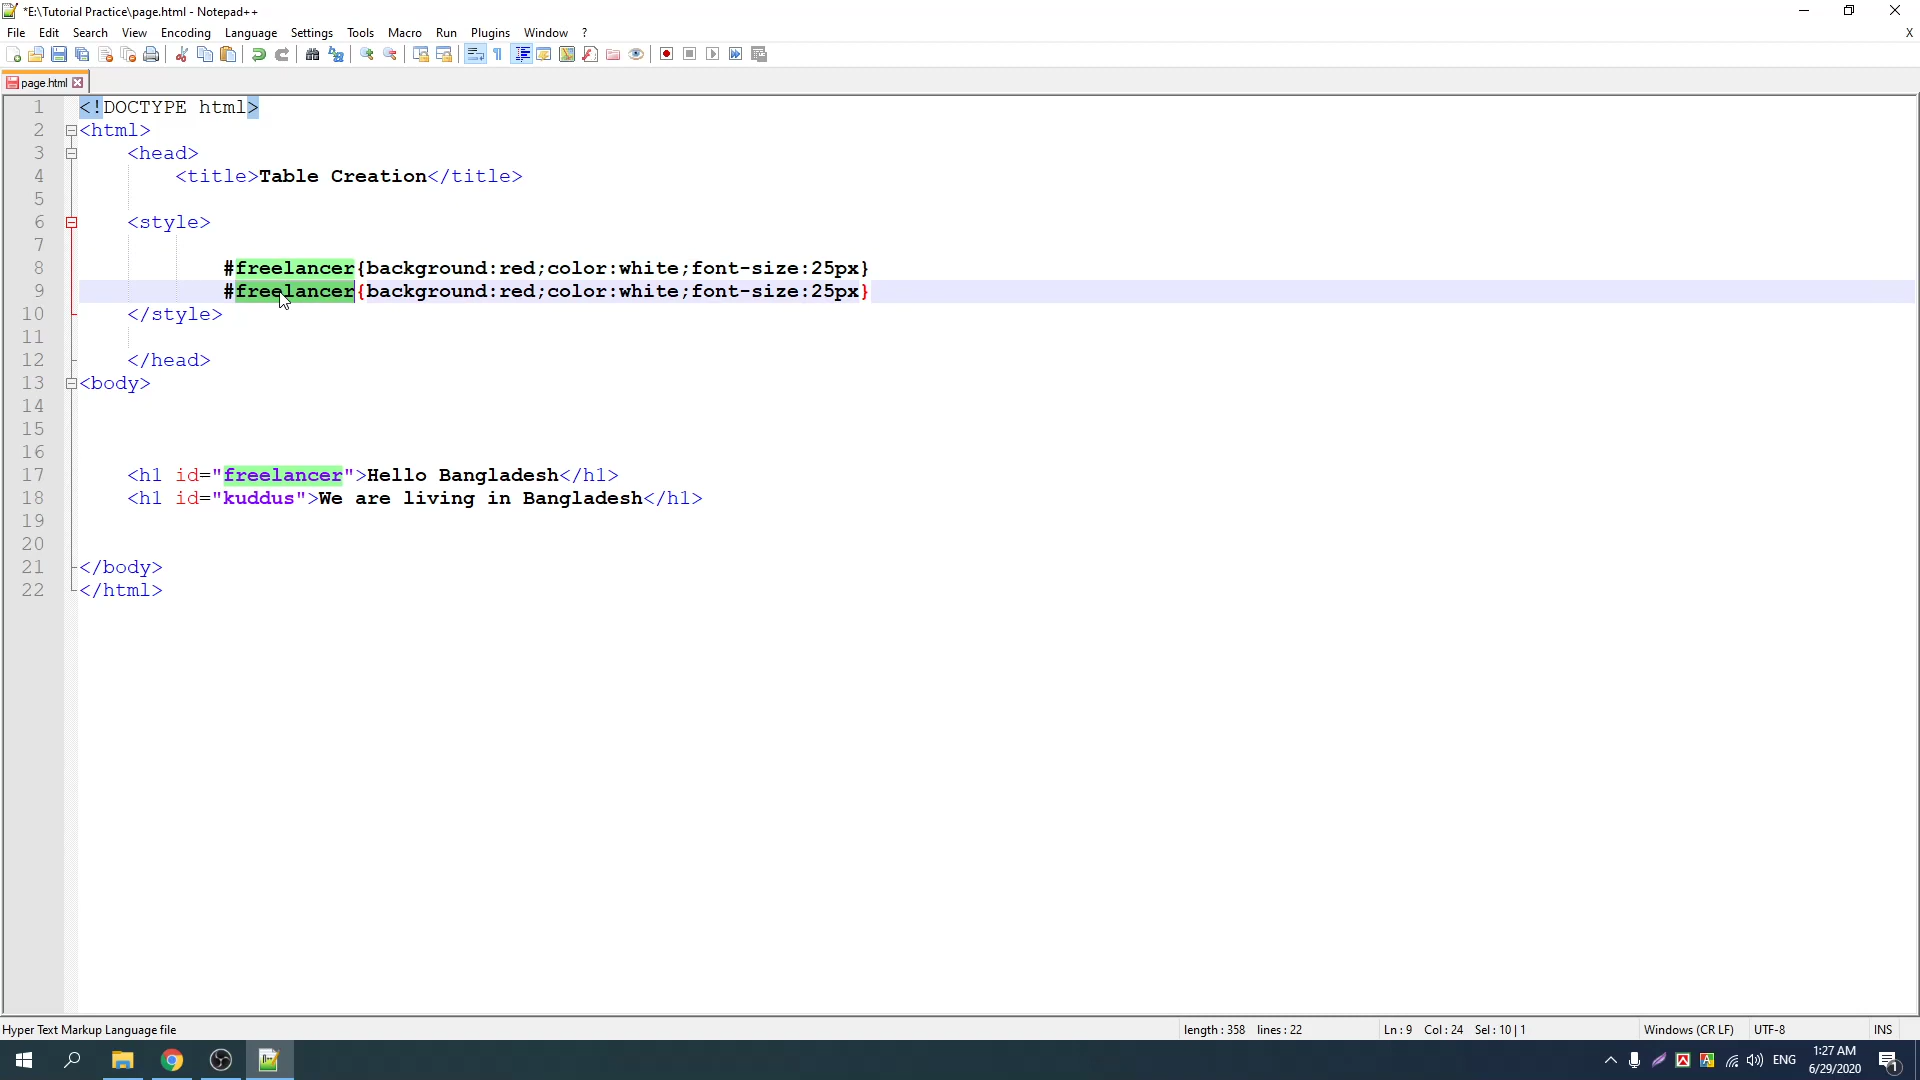 *E:\Tutorial Practice\page.html - Notepad++
File Edit Search View Encoding Language Settings Tools Macro Run Plugins Window ? X
page.html
1 <!DOCTYPE html>
2 <html>
3 <head>
4 <title>Table Creation</title>
5
6 <style>
7
8 #freelancer{background:red;color:white;font-size:25px}
9 #freelancer{background:red;color:white;font-size:25px}
10 </style>
11
12 </head>
13 <body>
14
15
16
17 <h1 id="freelancer">Hello Bangladesh</h1>
18 <h1 id="kuddus">We are living in Bangladesh</h1>
19
20
21 </body>
22 </html>
Hyper Text Markup Language file length : 358 lines : 22 Ln : 9 Col : 24 Sel : 10 | 1 Windows (CR LF) UTF-8 INS
ENG 1:27 AM 1
6/29/2020